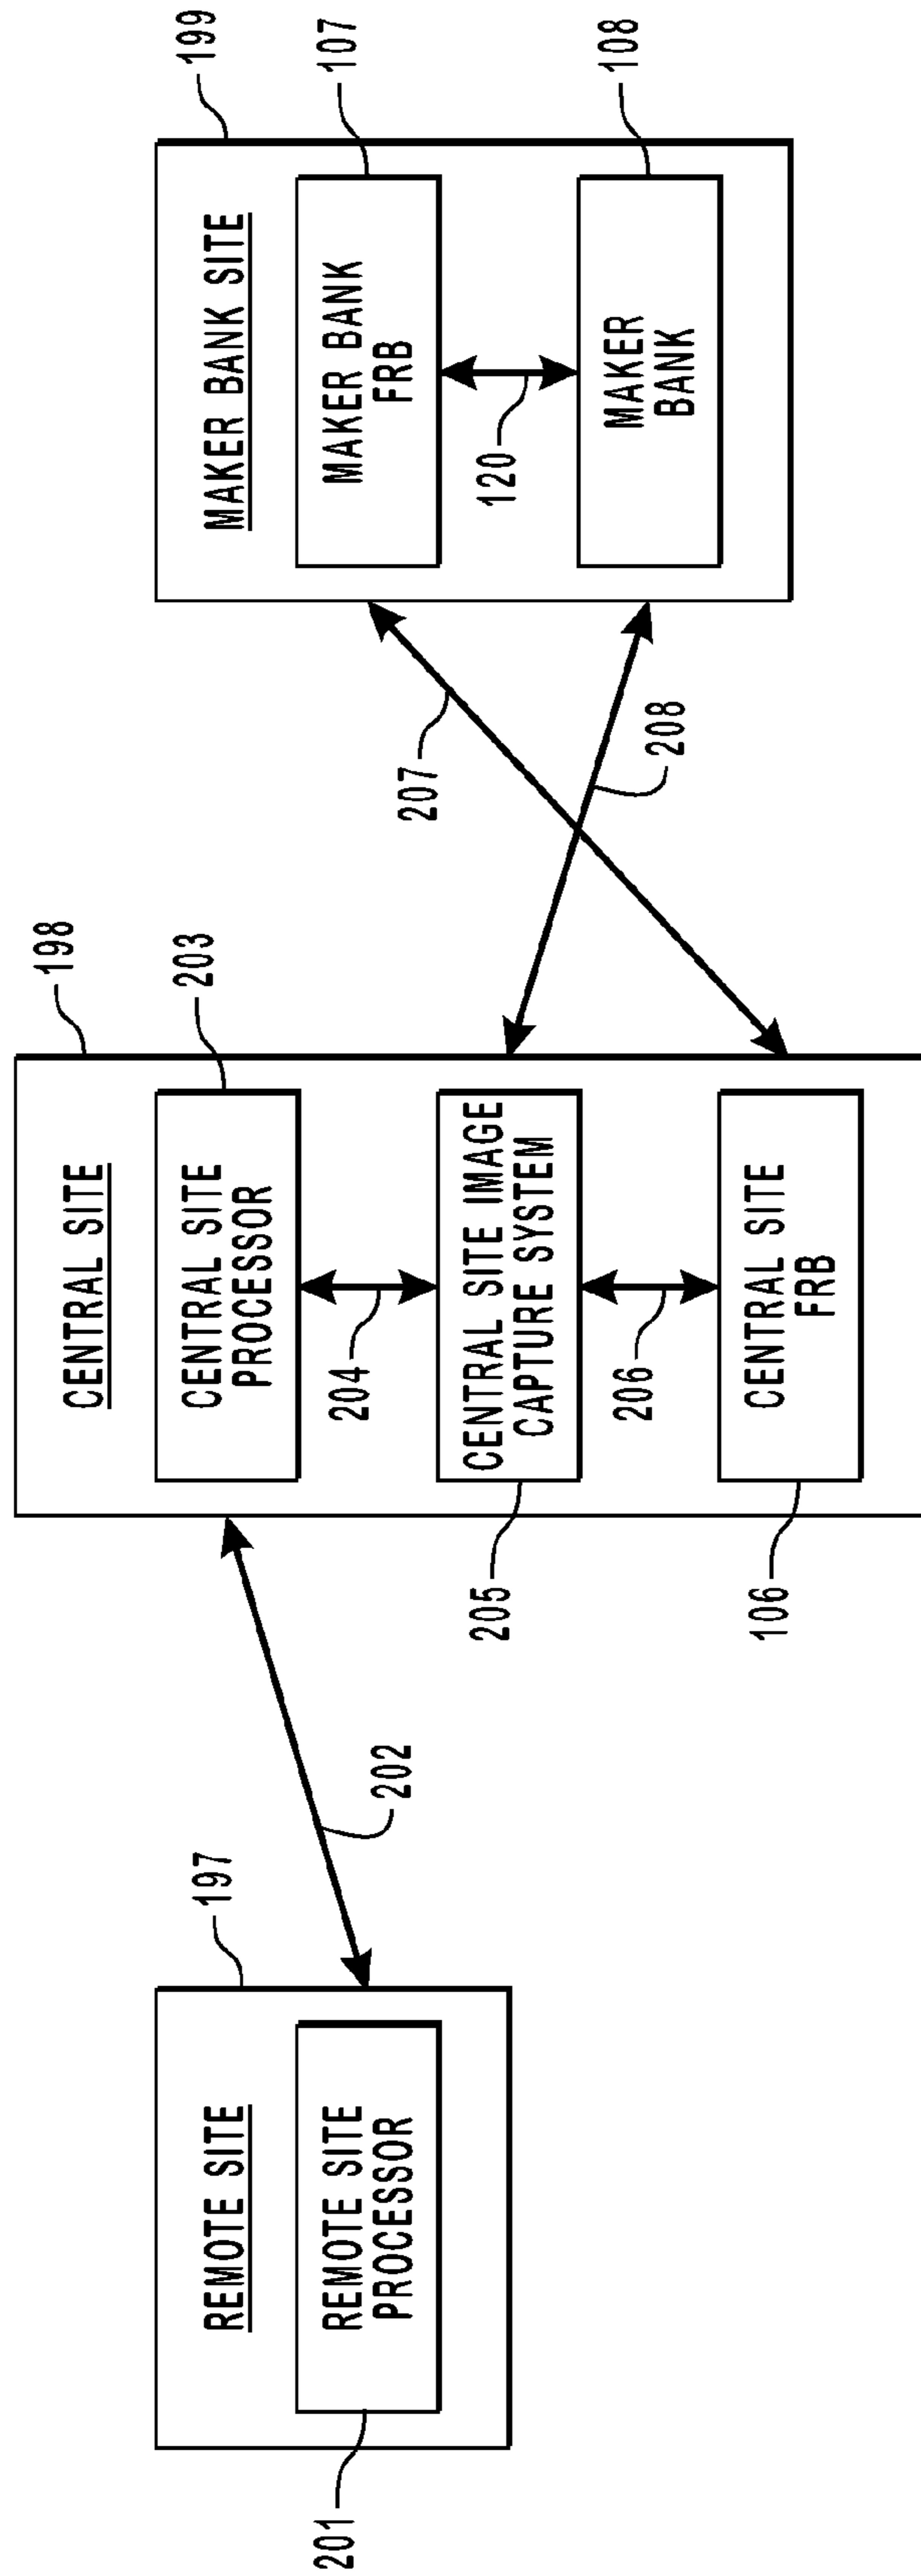 REMOTE SITE
197
REMOTE SITE
PROCESSOR
201
202
CENTRAL SITE
198
CENTRAL SITE
PROCESSOR
203
204
CENTRAL SITE IMAGE
CAPTURE SYSTEM
205
206
CENTRAL SITE
FRB
106
207
208
MAKER BANK SITE
199
MAKER BANK
FRB
107
120
MAKER
BANK
108